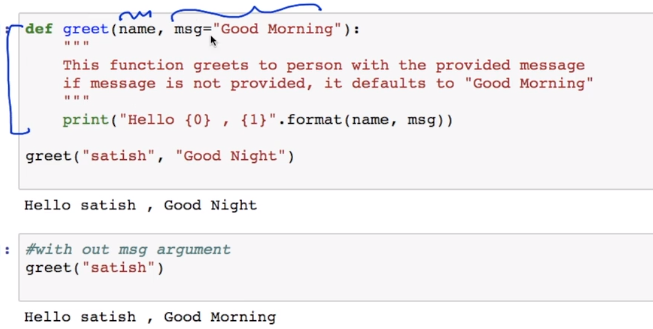 def greet(name, msg="Good Morning"):
"""
This function greets to person with the provided message
if message is not provided, it defaults to "Good Morning"
"""
print("Hello {0} , {1}".format(name, msg))
greet("satish", "Good Night")
Hello satish , Good Night
#with out msg argument
greet("satish")
Hello satish , Good Morning